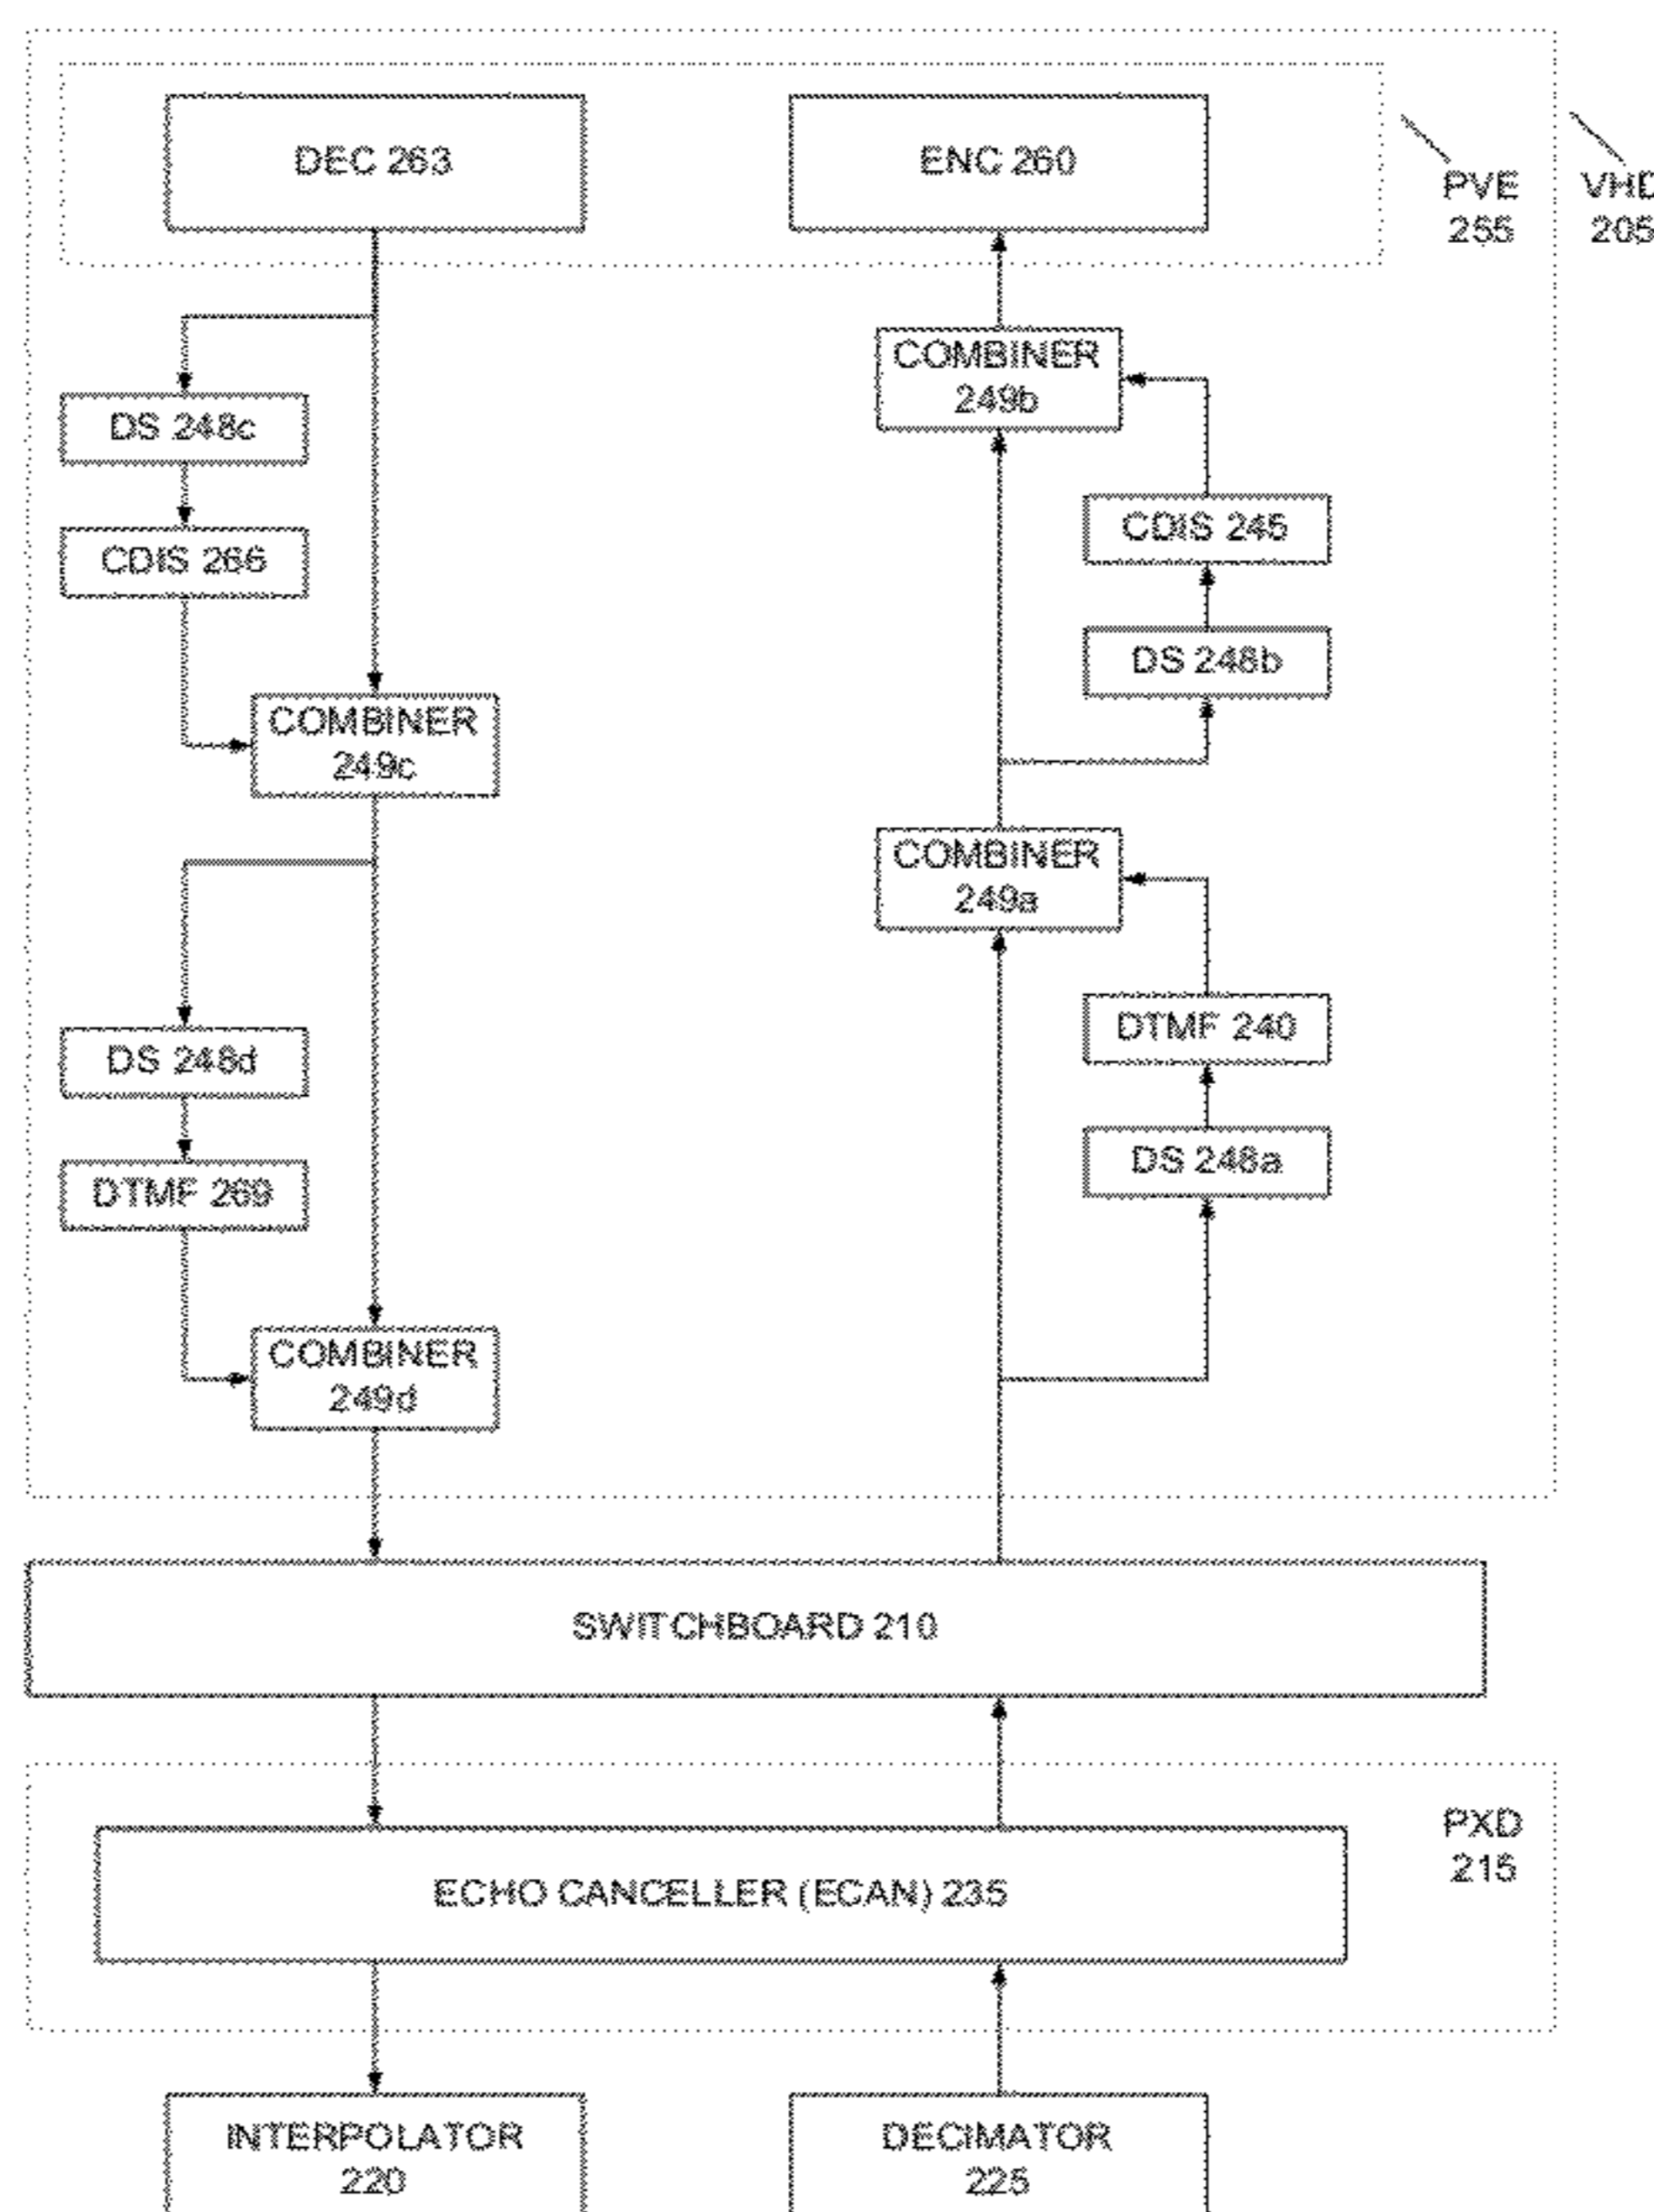 DEC 263
ENC 260
PVE
255
VHD
205
COMBINER
249b
DS 248c
CDIS 245
CDIS 266
DS 248b
COMBINER
249c
COMBINER
249a
DTMF 240
DS 248d
DS 248a
DTMF 269
COMBINER
249d
SWITCHBOARD 210
PXD
215
ECHO CANCELLER (ECAN) 235
INTERPOLATOR
220
DECIMATOR
225